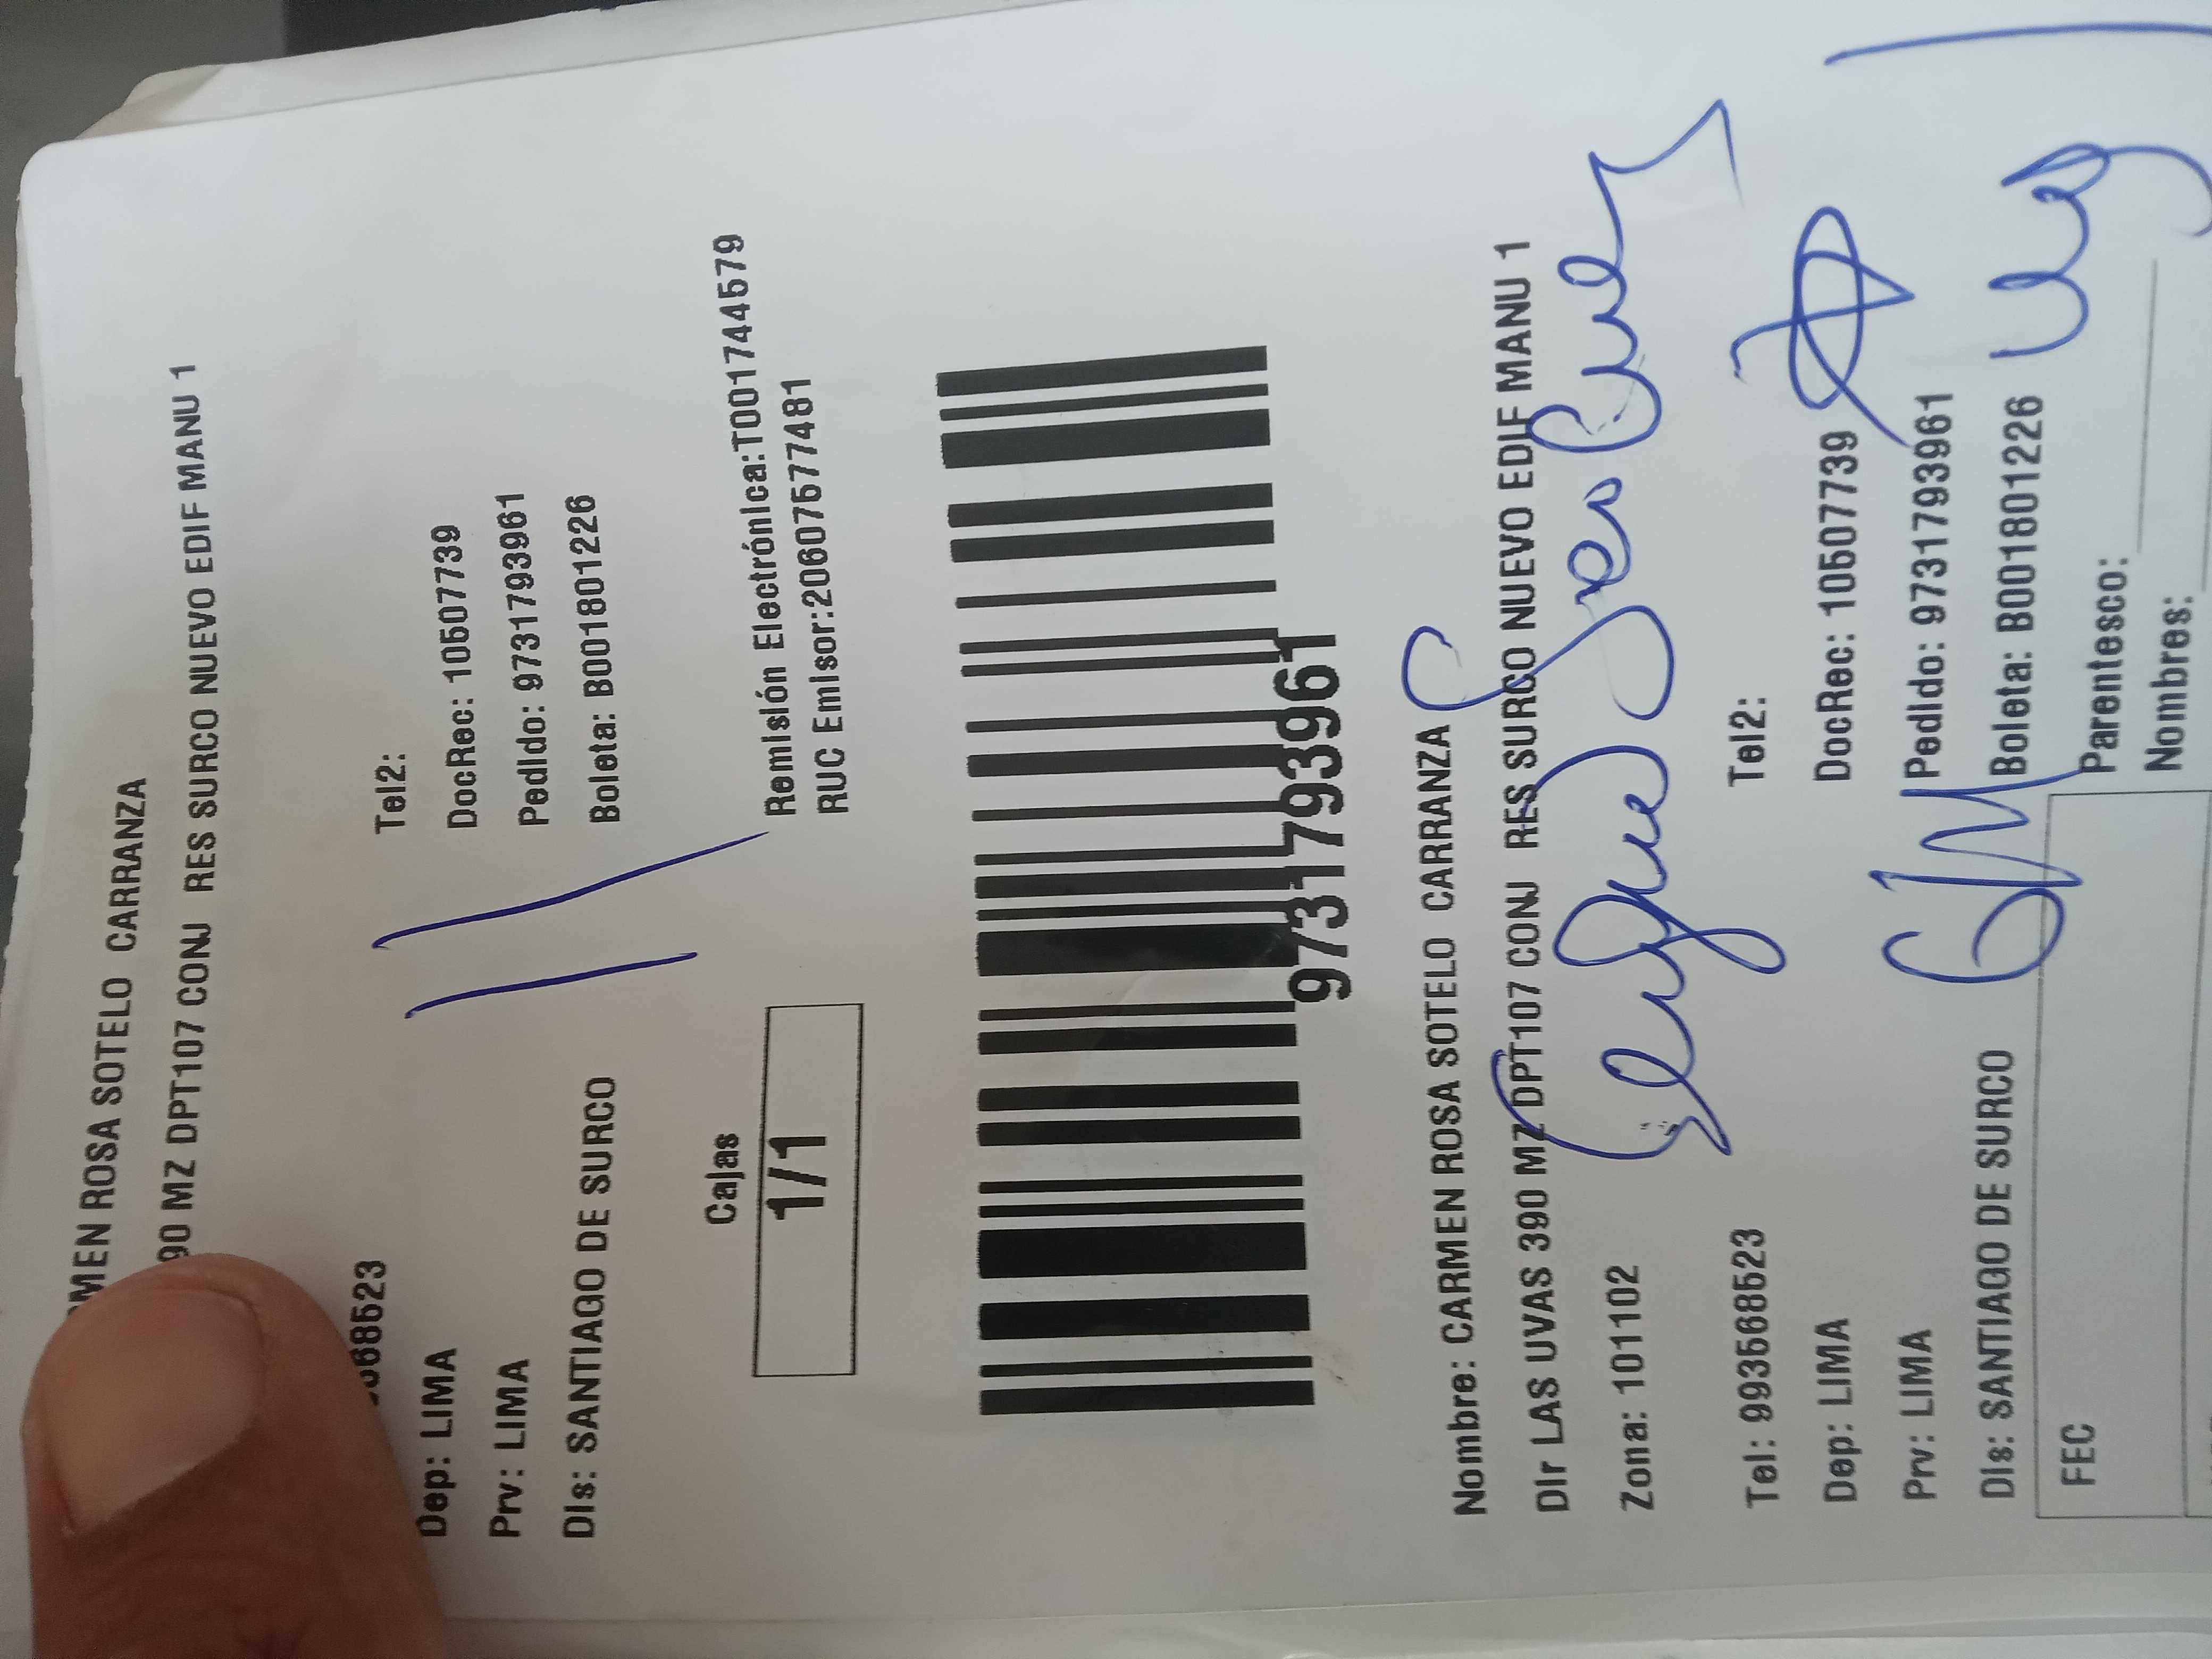 MEN ROSA SOTELO CARRANZA
90 MZ DPT107 CONJ RES SURCO NUEVO EDIF MANU 1
68523
Tel2:
Dep: LIMA
DocRec: 10507739
Prv: LIMA
Pedido: 973179393961
Dis: SANTIAGO DE SURCO
Boleta: B001801226
Cajas
1/1
Remisión Electrónica:T001744579
RUC Emisor:20607577481
97317939961
Nombre: CARMEN ROSA SOTELO CARRANZA
Dir LAS UVAS 390 MZ DPT107 CONJ RES SURCO NUEVO EDIF MANU 1
Zona: 101102
Tel: 993568523
Tel2:
Dep: LIMA
DocRec: 10507739
Prv: LIMA
Pedido: 97317939961
Dis: SANTIAGO DE SURCO
Boleta: B001801226
FEC
Parentesco:
Nombres: